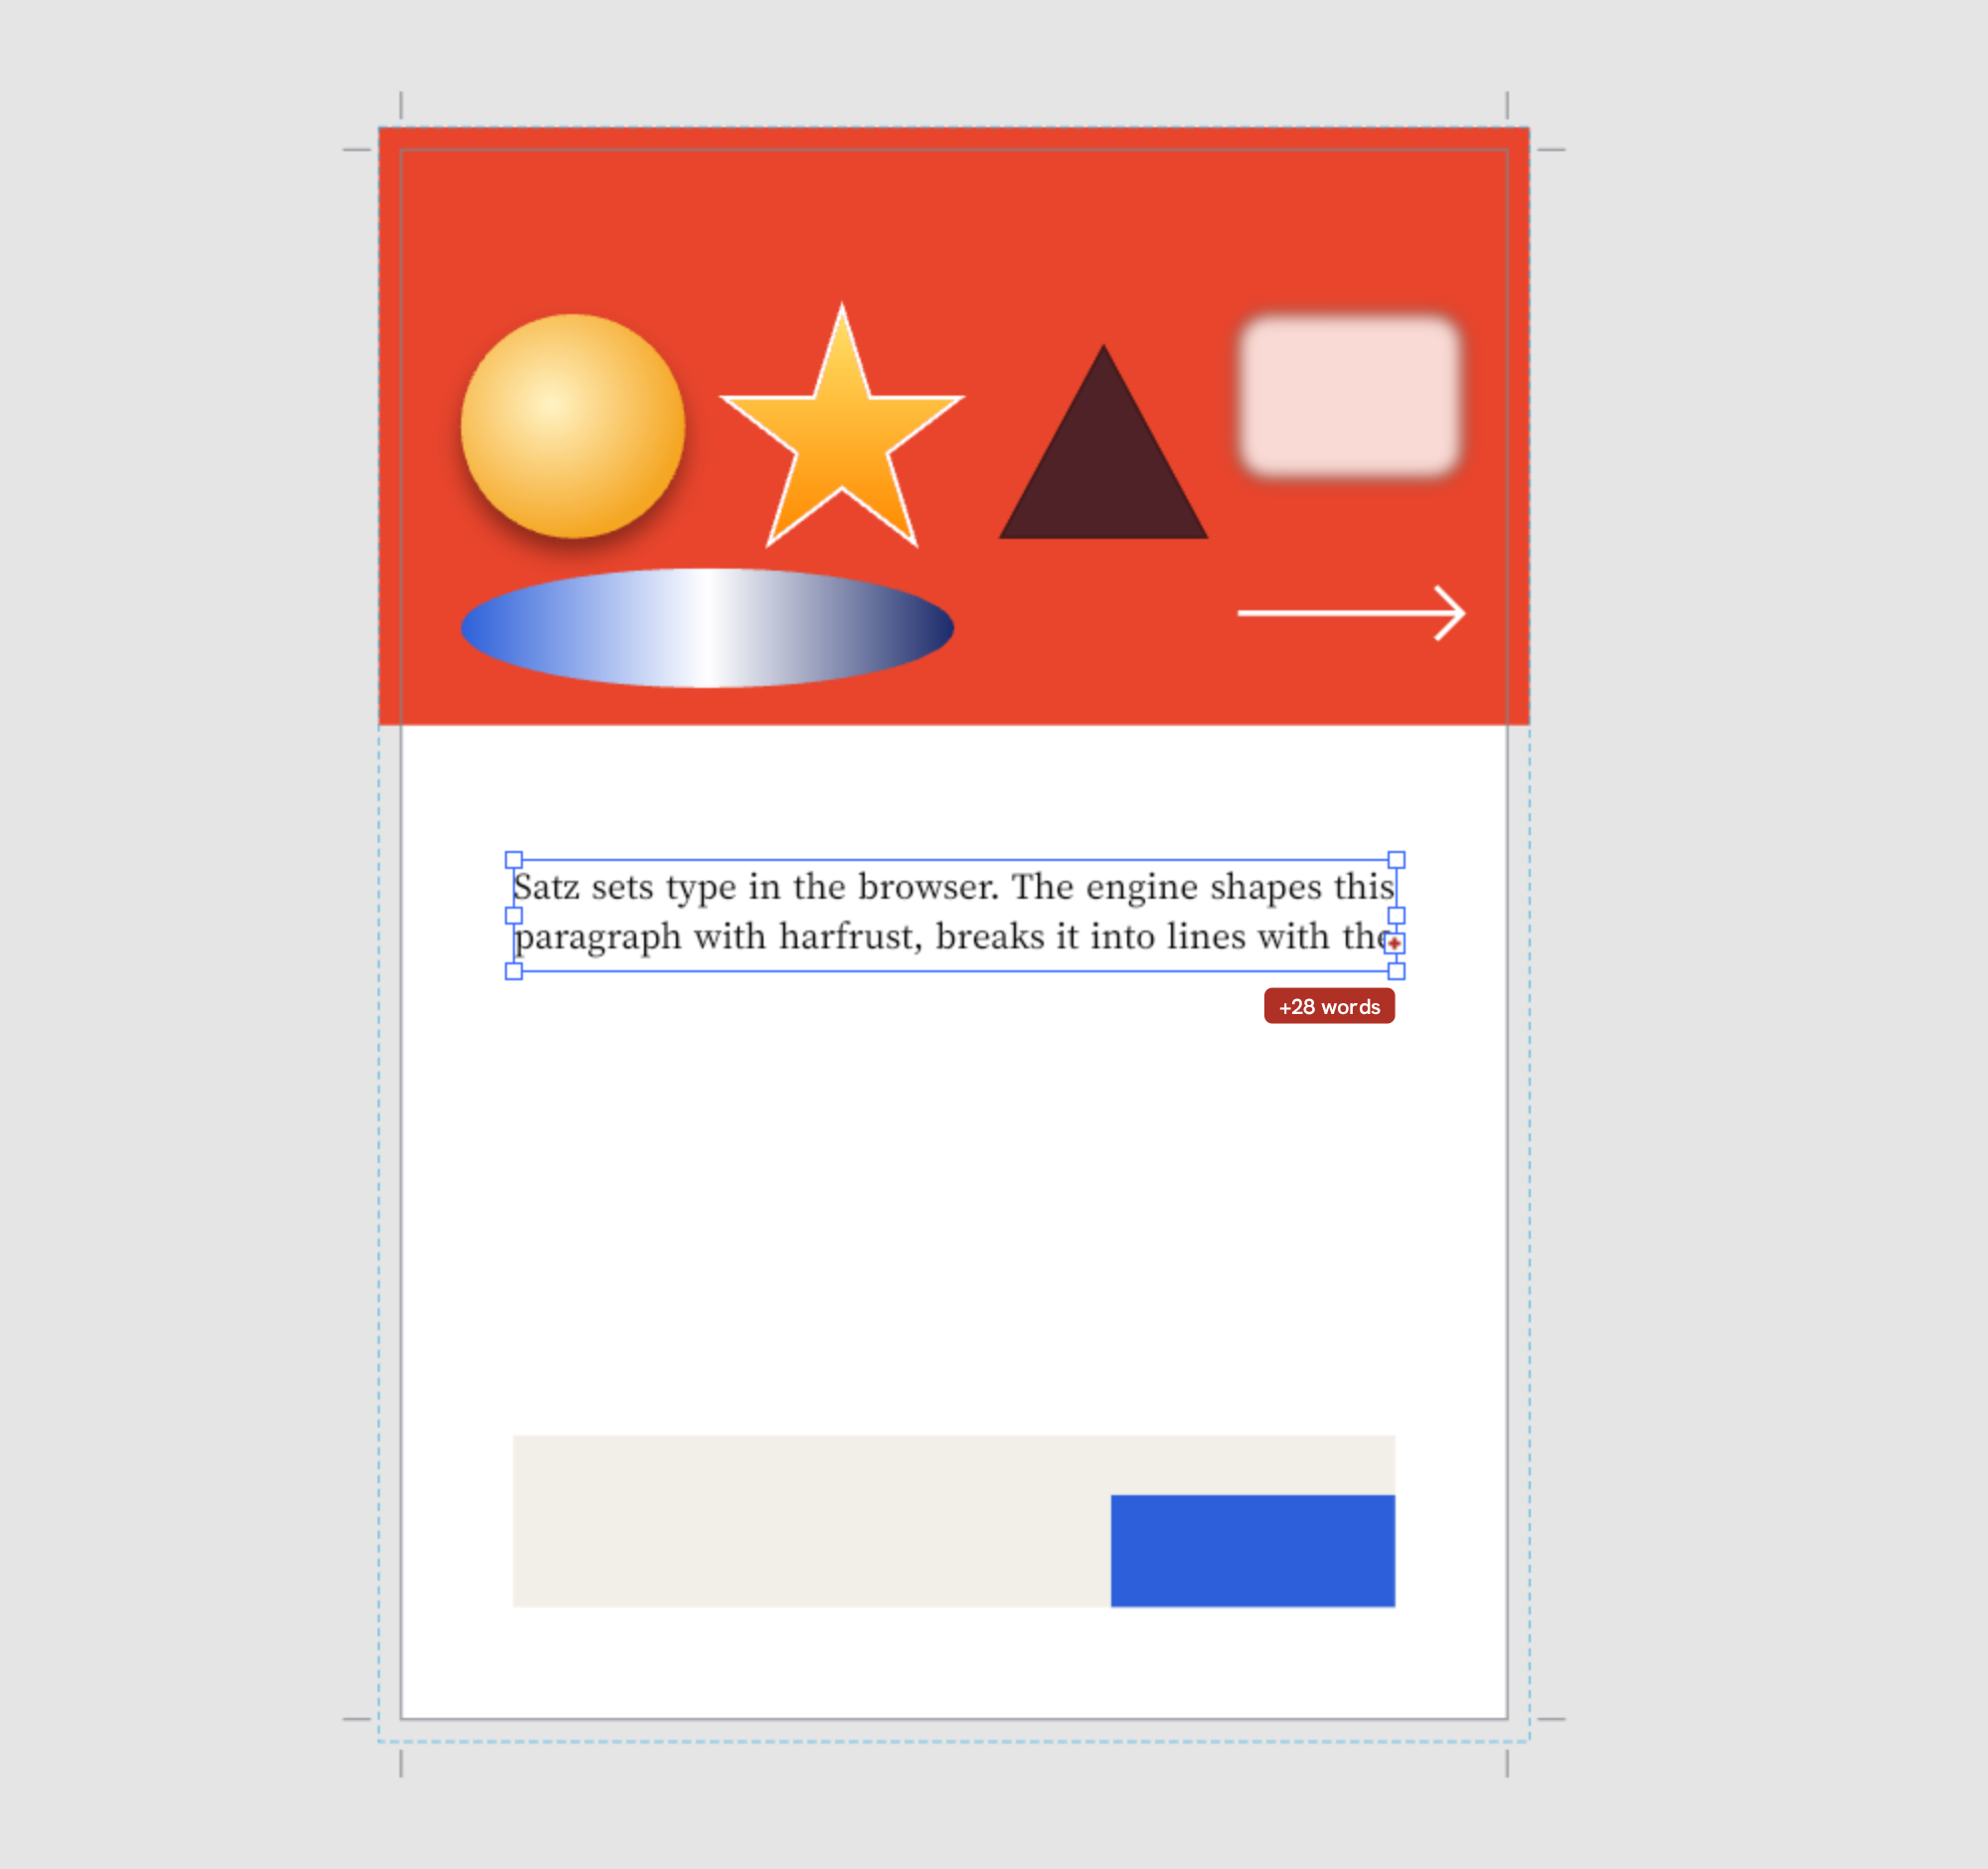 Satz sets type in the browser. The engine shapes this
paragraph with harfrust, breaks it into lines with the
+28 words